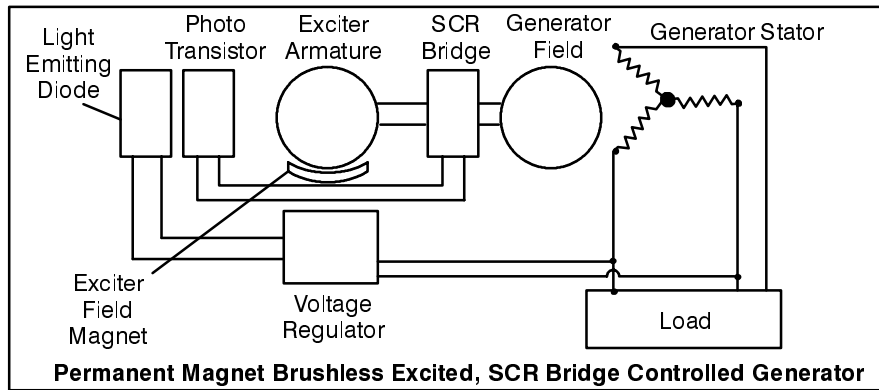 Light
Emitting
Diode
Photo
Transistor
Exciter
Armature
SCR
Bridge
Generator
Field
Generator Stator
Exciter
Field
Magnet
Voltage
Regulator
Load
Permanent Magnet Brushless Excited, SCR Bridge Controlled Generator